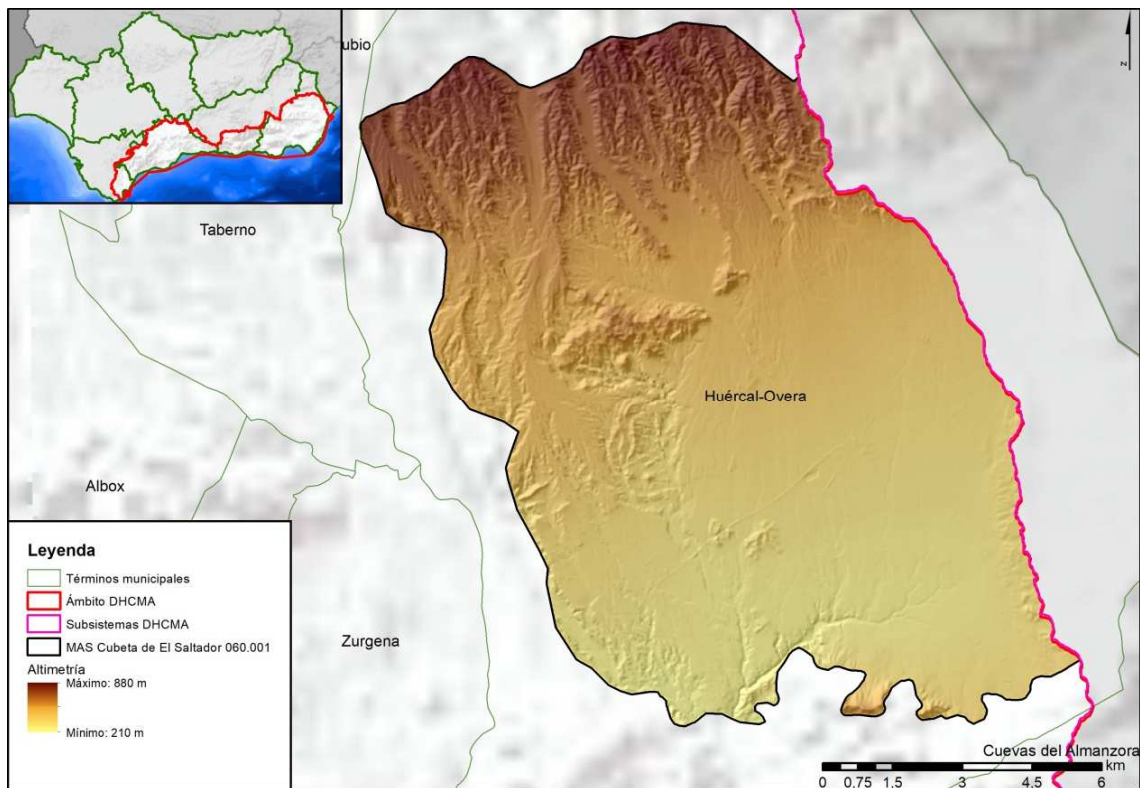 ubio
z
Taberno
Huércal-Overa
Albox
Leyenda
Términos municipales
Ámbito DHCMA
Subsistemas DHCMA
MAS Cubeta de El Saltador 060.001
Altimetría
Máximo: 880 m
Mínimo: 210 m
Zurgena
Cuevas del Almanzora
km
0 0.75 1.5 3 4.5 6